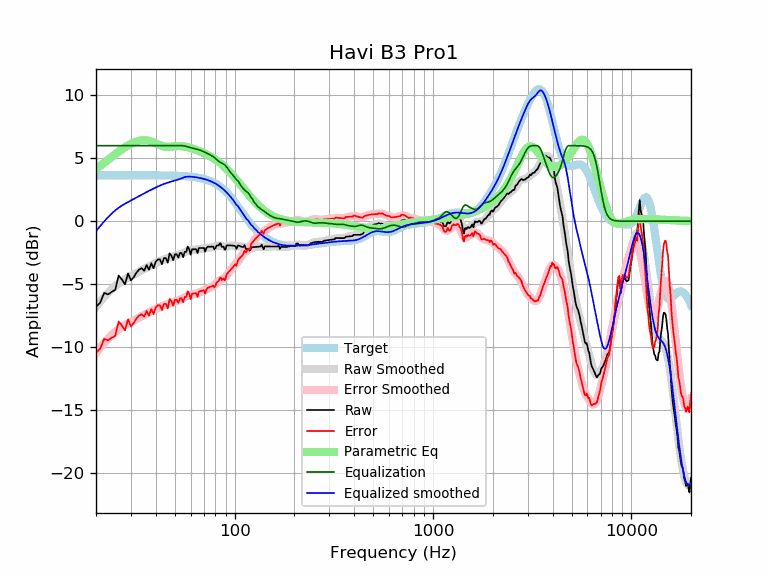 Havi B3 Pro1
Amplitude (dBr)
10
5
0
−5
−10
−15
−20
Target
Raw Smoothed
Error Smoothed
Raw
Error
Parametric Eq
Equalization
Equalized smoothed
100
1000
10000
Frequency (Hz)